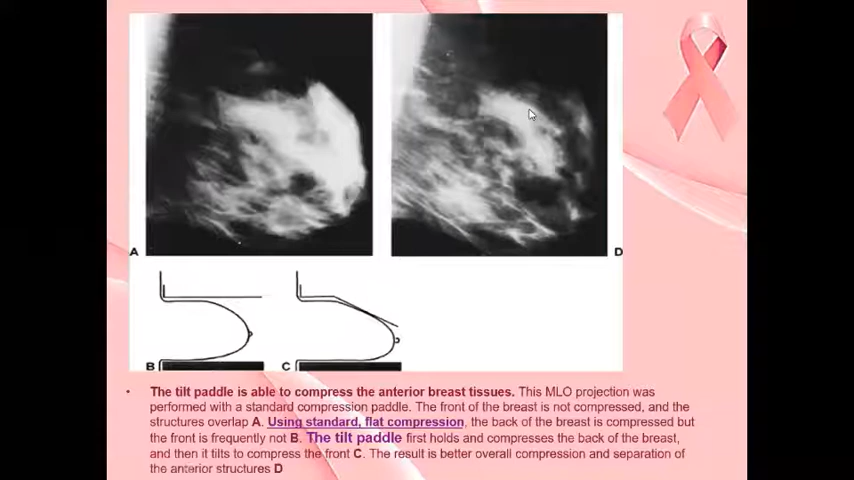 A
D
B
C
• The tilt paddle is able to compress the anterior breast tissues. This MLO projection was
performed with a standard compression paddle. The front of the breast is not compressed, and the
structures overlap A. Using standard, flat compression, the back of the breast is compressed but
the front is frequently not B. The tilt paddle first holds and compresses the back of the breast,
and then it tilts to compress the front C. The result is better overall compression and separation of
the anterior structures D